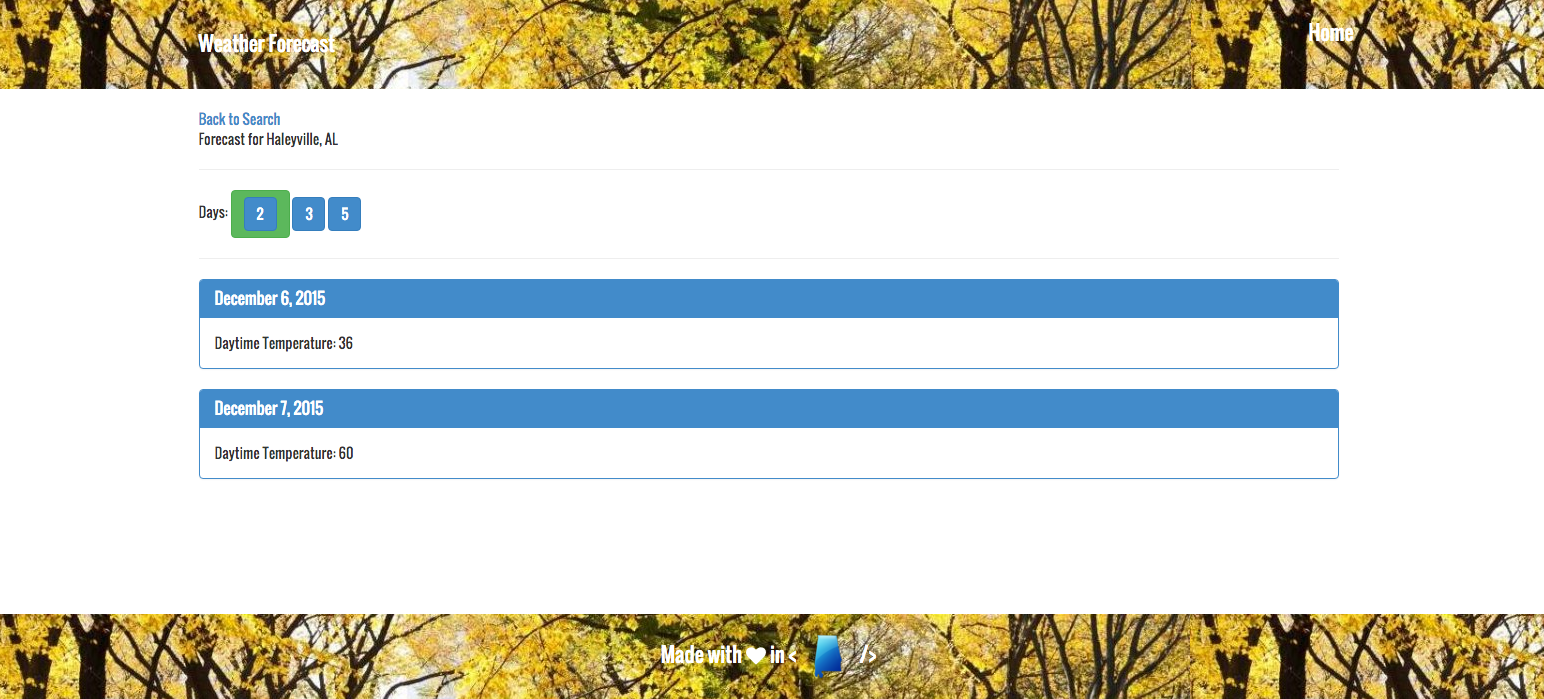 Weather Forecast
Home
Back to Search
Forecast for Haleyville, AL
Days: 2 3 5
December 6, 2015
Daytime Temperature: 36
December 7, 2015
Daytime Temperature: 60
Made with ♥ in < />